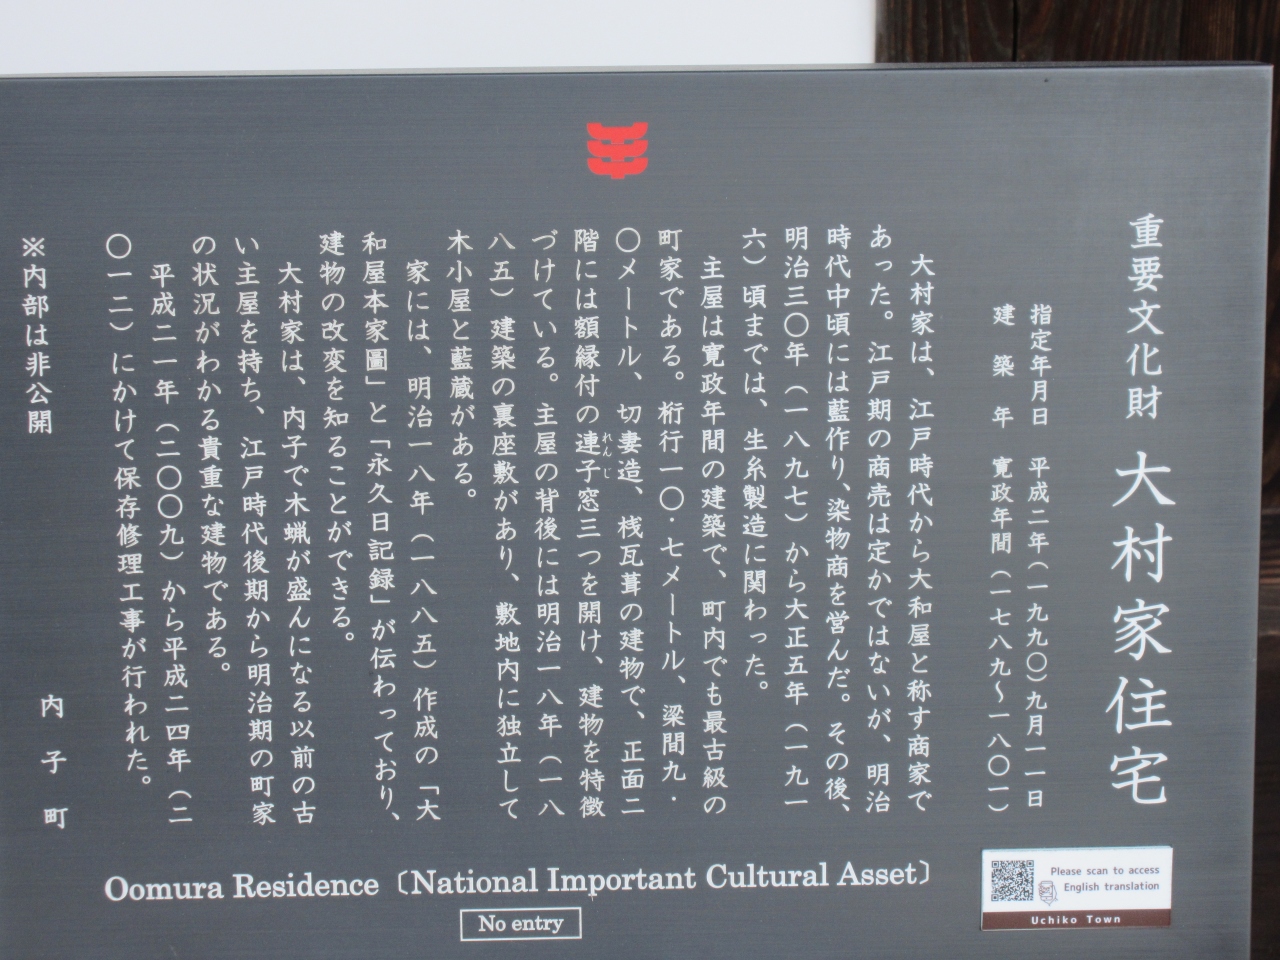 重要文化財 大村家住宅
指定年月日 平成二年(一九九〇)九月一一日
建築年 寛政年間(一七八九～一八〇一)
大村家は、江戸時代から大和屋と称す商家で
あった。江戸期の商売は定かではないが、明治
時代中頃には藍作り、染物商を営んだ。その後、
明治三〇年(一八九七)から大正五年(一九一
六)頃までは、生糸製造に関わった。
主屋は寛政年間の建築で、町内でも最古級の
町家である。桁行一〇・七メートル、梁間九・
〇メートル、切妻造、桟瓦葺の建物で、正面二
階には額縁付の連子窓三つを開け、建物を特徴
れんじ
づけている。主屋の背後には明治一八年(一八
八五)建築の裏座敷があり、敷地内に独立して
木小屋と藍蔵がある。
家には、明治一八年(一八八五)作成の「大
和屋本家圖」と「永久日記録」が伝わっており、
建物の改変を知ることができる。
大村家は、内子で木蝋が盛んになる以前の古
い主屋を持ち、江戸時代後期から明治期の町家
の状況がわかる貴重な建物である。
平成二一年(二〇〇九)から平成二四年(二
〇一二)にかけて保存修理工事が行われた。
※内部は非公開
内子町
Oomura Residence〔National Important Cultural Asset〕
No entry
Please scan to access
English translation
Uchiko Town